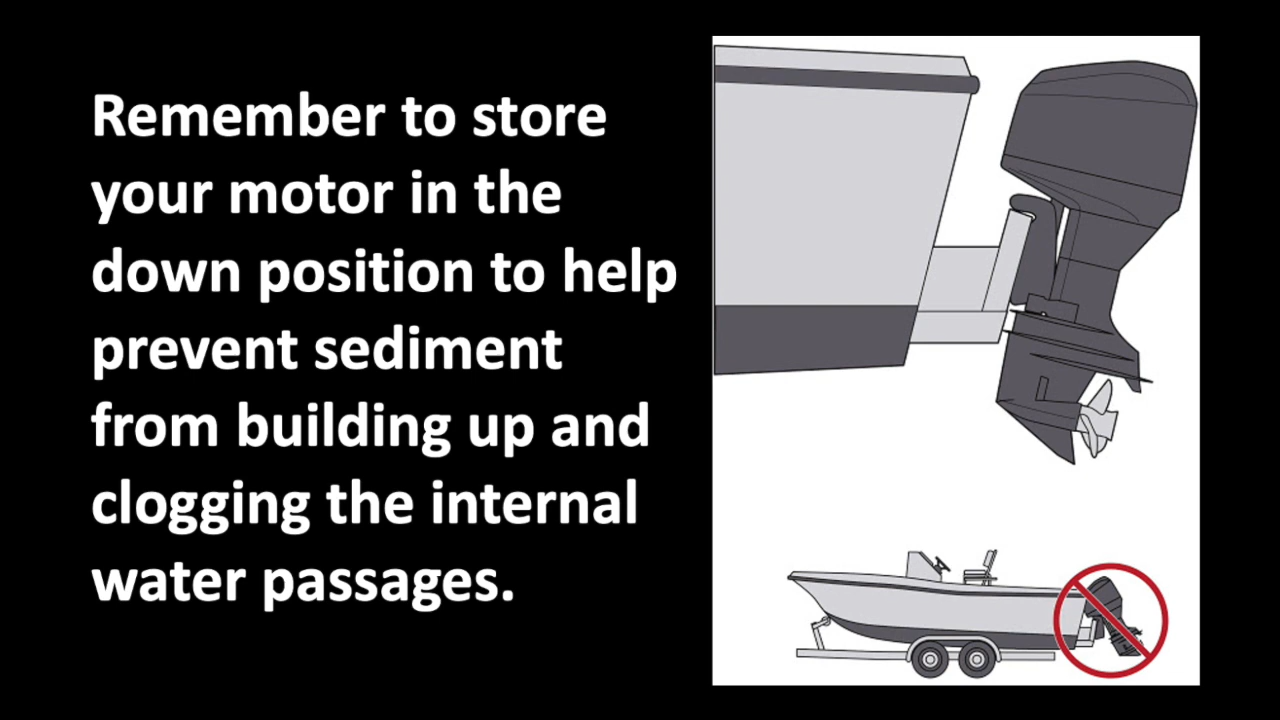 Remember to store
your motor in the
down position to help
prevent sediment
from building up and
clogging the internal
water passages.